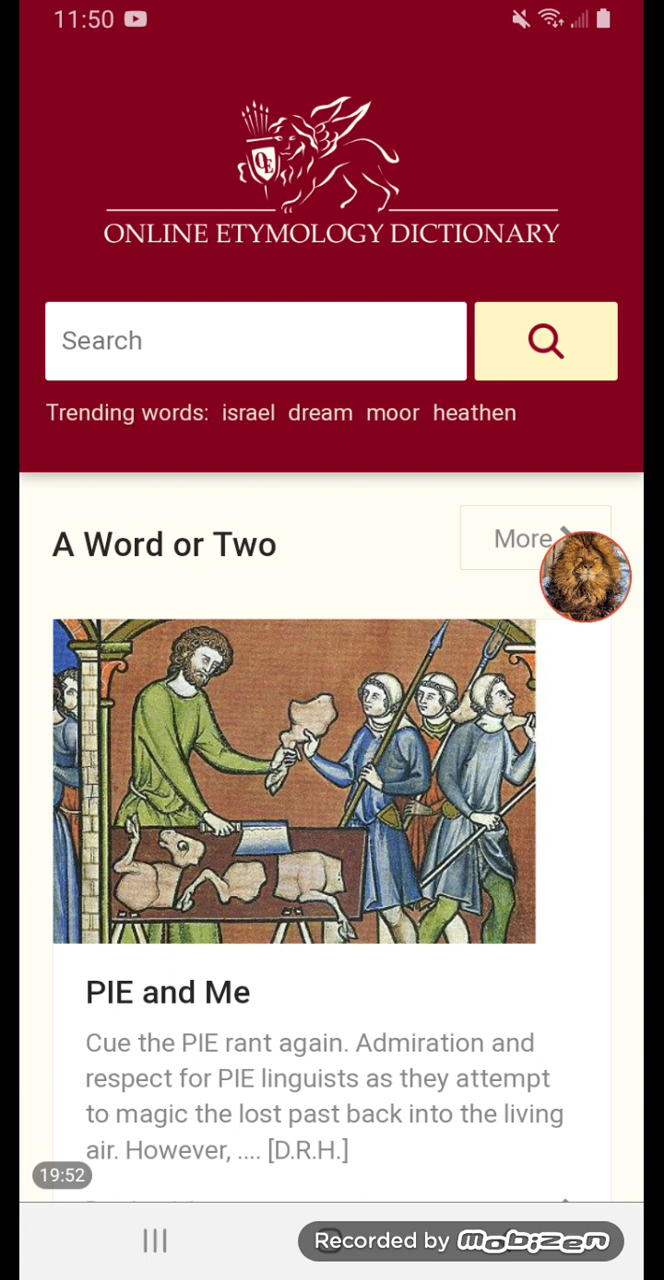 11:50
OE
ONLINE ETYMOLOGY DICTIONARY
Search
Trending words: israel dream moor heathen
A Word or Two
More
PIE and Me
Cue the PIE rant again. Admiration and
respect for PIE linguists as they attempt
to magic the lost past back into the living
air. However, .... [D.R.H.]
19:52
Recorded by mobizen